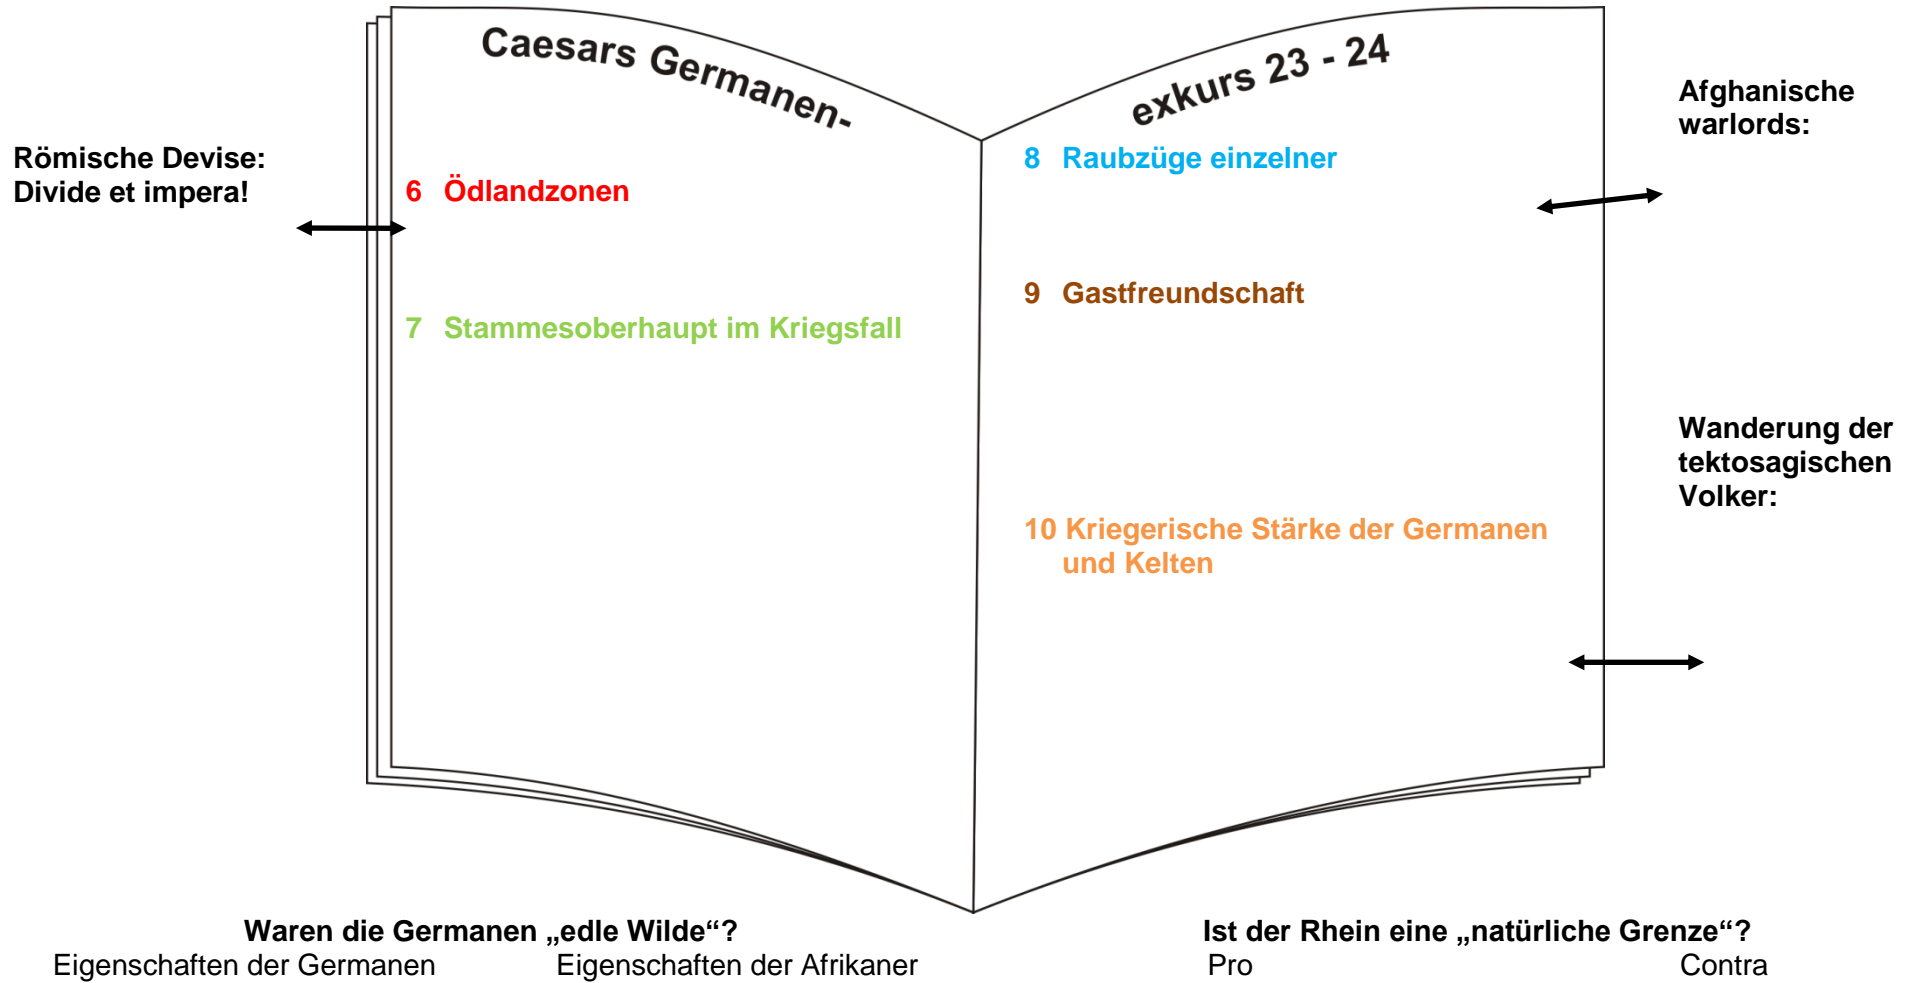 Caesars Germanen-
exkurs 23 - 24
Römische Devise:
Divide et impera!
6 Ödlandzonen
7 Stammesoberhaupt im Kriegsfall
8 Raubzüge einzelner
9 Gastfreundschaft
10 Kriegerische Stärke der Germanen
und Kelten
Afghanische
warlords:
Wanderung der
tektosagischen
Volker:
Waren die Germanen „edle Wilde“?
Eigenschaften der Germanen Eigenschaften der Afrikaner
Ist der Rhein eine „natürliche Grenze“?
Pro Contra